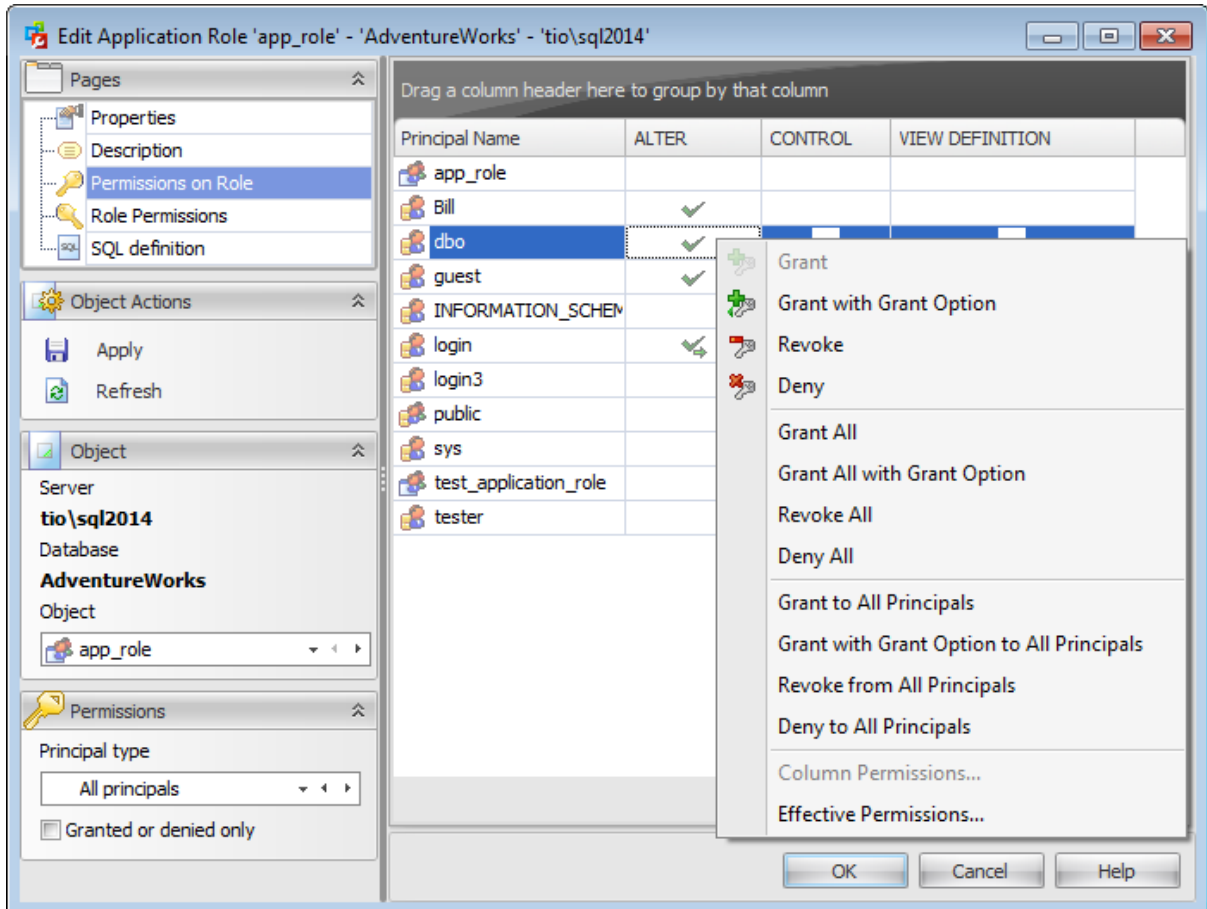 Edit Application Role 'app_role' - 'AdventureWorks' - 'tio\sql2014'
Pages
Properties
Description
Permissions on Role
Role Permissions
SQL
SQL definition
Object Actions
Apply
Refresh
Object
Server
tio\sql2014
Database
AdventureWorks
Object
app_role
Permissions
Principal type
All principals
Granted or denied only
Drag a column header here to group by that column
Principal Name ALTER CONTROL VIEW DEFINITION
app_role
Bill
dbo
guest
INFORMATION_SCHEM
login
login3
public
sys
test_application_role
tester
Grant
Grant with Grant Option
Revoke
Deny
Grant All
Grant All with Grant Option
Revoke All
Deny All
Grant to All Principals
Grant with Grant Option to All Principals
Revoke from All Principals
Deny to All Principals
Column Permissions...
Effective Permissions...
OK Cancel Help